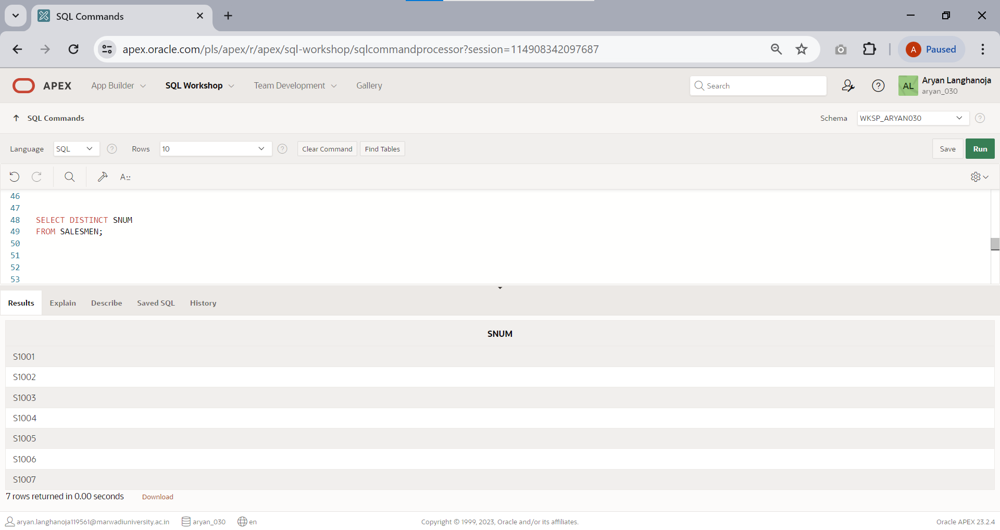 SQL Commands
apex.oracle.com/pls/apex/r/apex/sql-workshop/sqlcommandprocessor?session=114908342097687
A Paused
APEX App Builder SQL Workshop Team Development Gallery Search ? AL Aryan Langhanoja
aryan_030
SQL Commands Schema WKSP_ARYAN030 ?
Language SQL ? Rows 10 ? Clear Command Find Tables Save Run
A::
46
47
48 SELECT DISTINCT SNUM
49 FROM SALESMEN;
50
51
52
53
Results Explain Describe Saved SQL History
SNUM
S1001
S1002
S1003
S1004
S1005
S1006
S1007
7 rows returned in 0.00 seconds Download
aryan.langhanoja119561@marwadiuniversity.ac.in aryan_030 en Copyright © 1999, 2023, Oracle and/or its affiliates. Oracle APEX 23.2.4